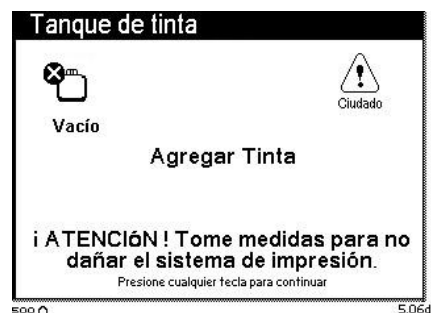 Tanque de tinta
Ciudado
Vacío
Agregar Tinta
¡ ATENCIóN ! Tome medidas para no
dañar el sistema de impresión.
Presione cualquier tecla para continuar
5.06d